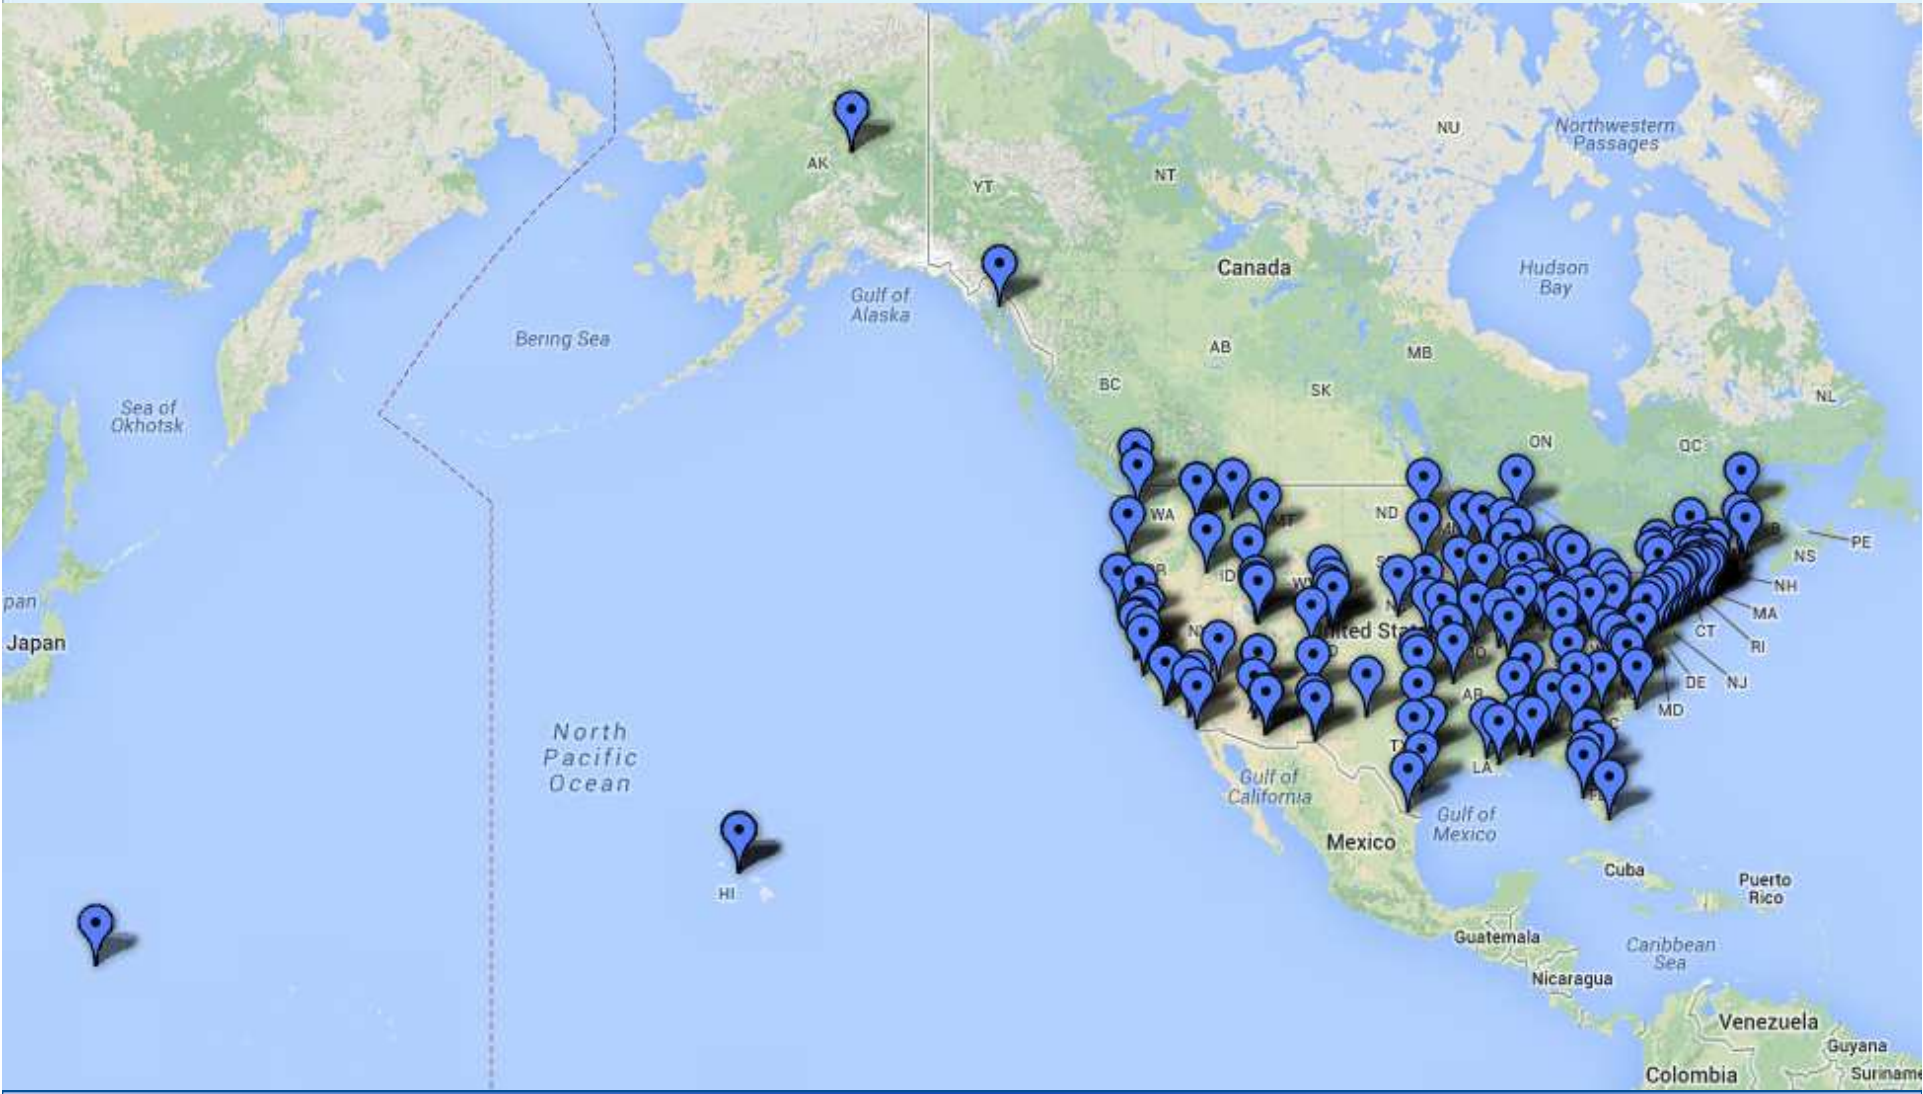 NU
Northwestern
Passages
AK
YT
NT
Canada
Hudson
Bay
Gulf of
Alaska
Bering Sea
AB
MB
BC
SK
NL
Sea of
Okhotsk
ON
QC
WA
ND
PE
NS
NH
MA
CT
RI
pan
Japan
ID
DE
NJ
MD
AR
North
Pacific
Ocean
LA
Gulf of
California
Gulf of
Mexico
Mexico
Cuba
Puerto
Rico
HI
Guatemala
Caribbean
Sea
Nicaragua
Venezuela
Guyana
Colombia
Suriname